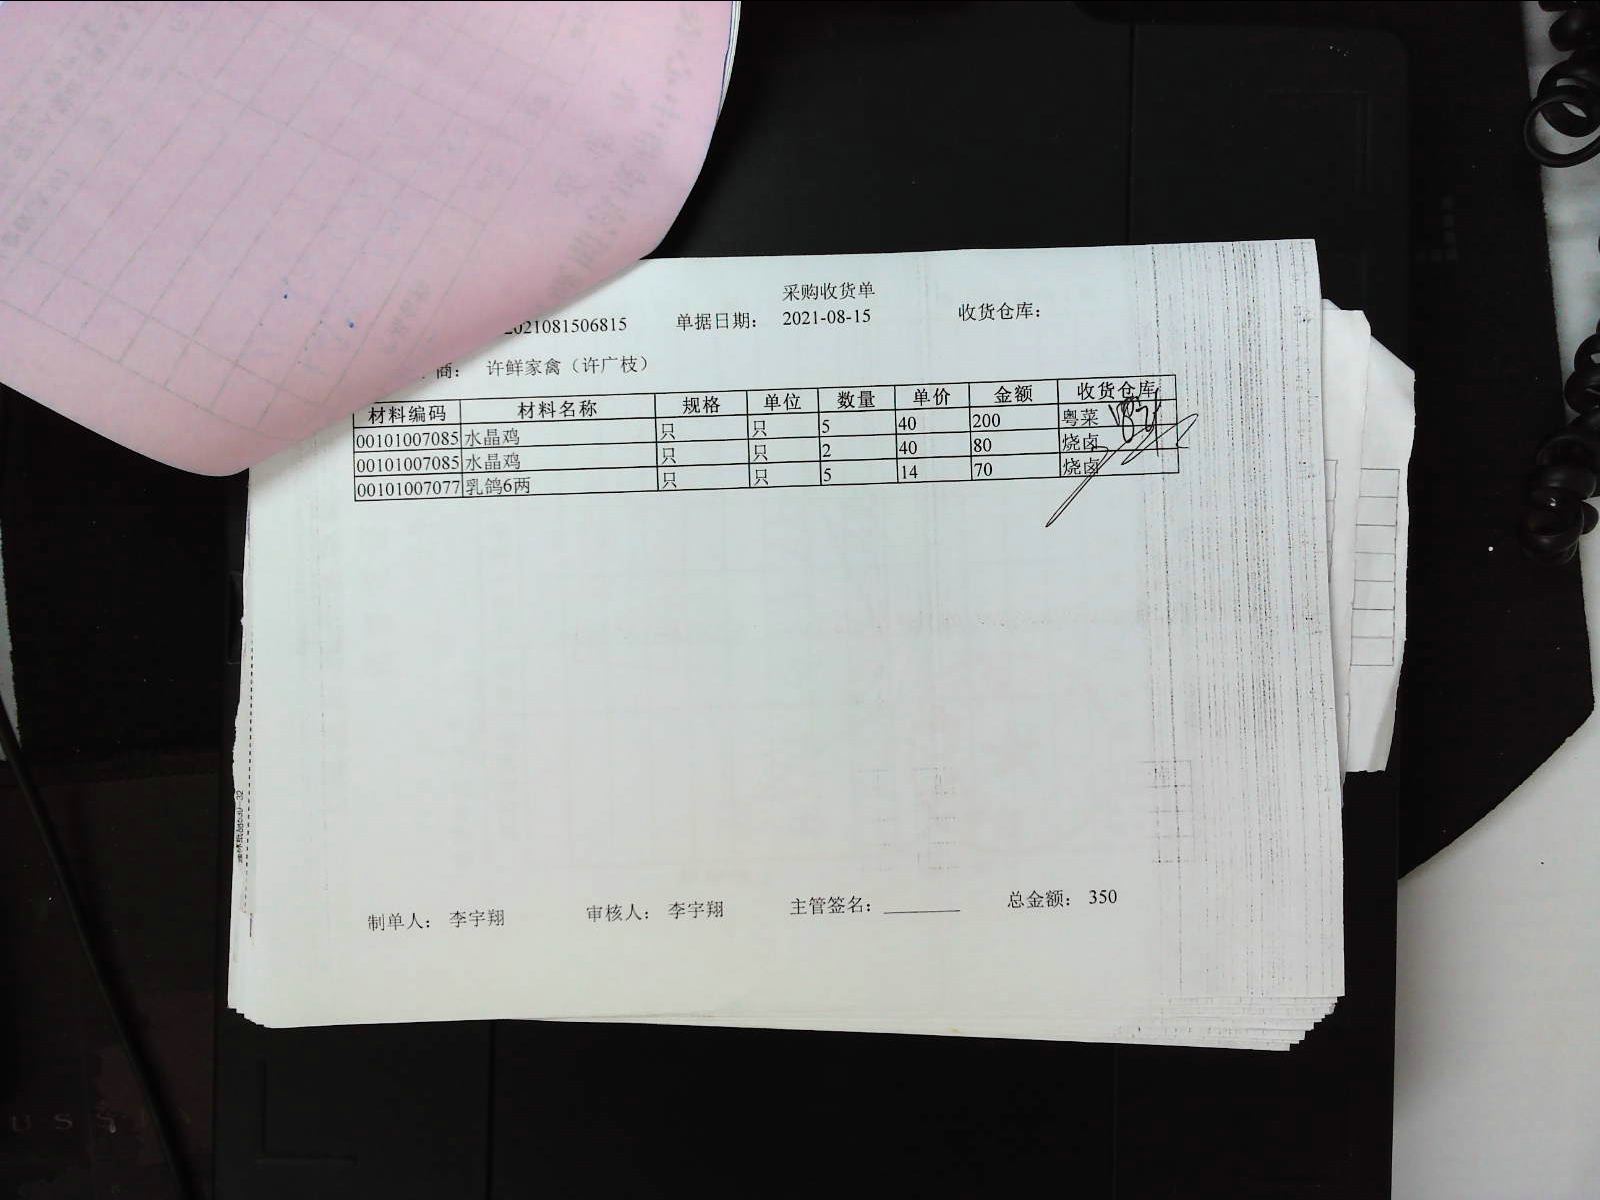 采购收货单
2021081506815 单据日期： 2021-08-15 收货仓库：
商： 许鲜家禽（许广枝）
材料编码 材料名称 规格 单位 数量 单价 金额 收货仓库
00101007085 水晶鸡 只 只 5 40 200 粤菜
00101007085 水晶鸡 只 只 2 40 80 烧卤
00101007077 乳鸽6两 只 只 5 14 70 烧卤
制单人： 李宇翔 审核人： 李宇翔 主管签名：________ 总金额： 350